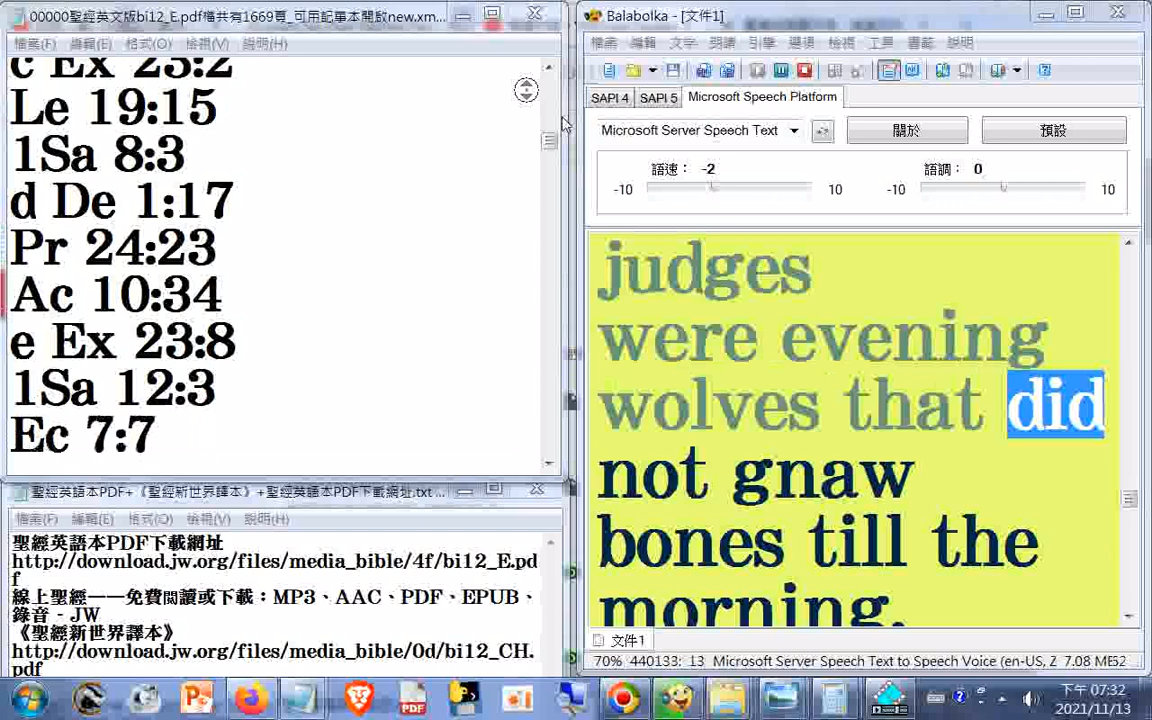 00000聖經英文版bi12_E.pdf檔共有1669頁_可用記事本開啟new.xm...
檔案(F) 編輯(E) 格式(O) 檢視(V) 說明(H)
c Ex 23:2
Le 19:15
1Sa 8:3
d De 1:17
Pr 24:23
Ac 10:34
e Ex 23:8
1Sa 12:3
Ec 7:7
聖經英語本PDF+《聖經新世界譯本》+聖經英語本PDF下載網址.txt ...
檔案(F) 編輯(E) 格式(O) 檢視(V) 說明(H)
聖經英語本PDF下載網址
http://download.jw.org/files/media_bible/4f/bi12_E.pd
f
線上聖經——免費閱讀或下載：MP3、AAC、PDF、EPUB、
錄音 - JW
《聖經新世界譯本》
http://download.jw.org/files/media_bible/0d/bi12_CH.
pdf
Balabolka - [文件1]
檔案 編輯 文字 朗讀 引擎 選項 檢視 工具 書籤 說明
SAPI 4 SAPI 5 Microsoft Speech Platform
Microsoft Server Speech Text 關於 預設
語速： -2 語調： 0
-10 10 -10 10
judges
were evening
wolves that did
not gnaw
bones till the
morning.
文件1
70% 440133: 13 Microsoft Server Speech Text to Speech Voice (en-US, Z 7.08 ME52
PDF
下午 07:32
2021/11/13